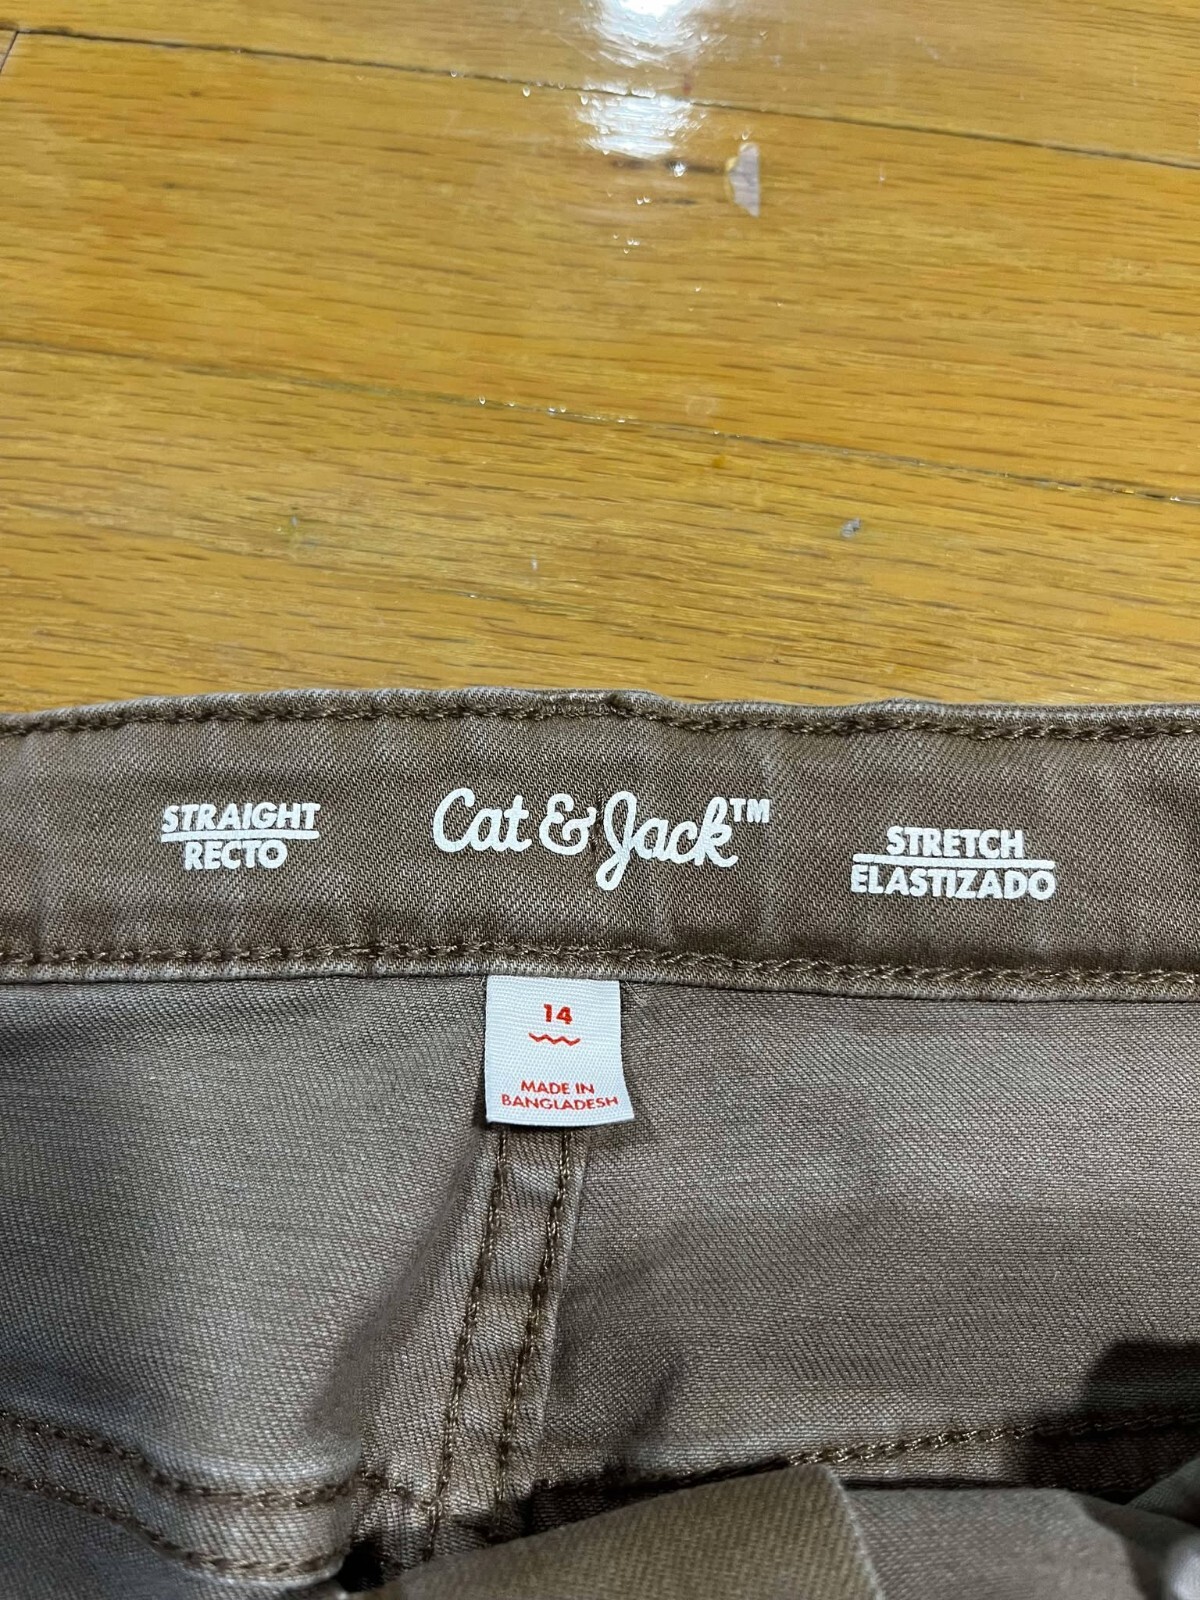 STRAIGHT
RECTO
Cat & Jack™
STRETCH
ELASTIZADO
14
MADE IN
BANGLADESH